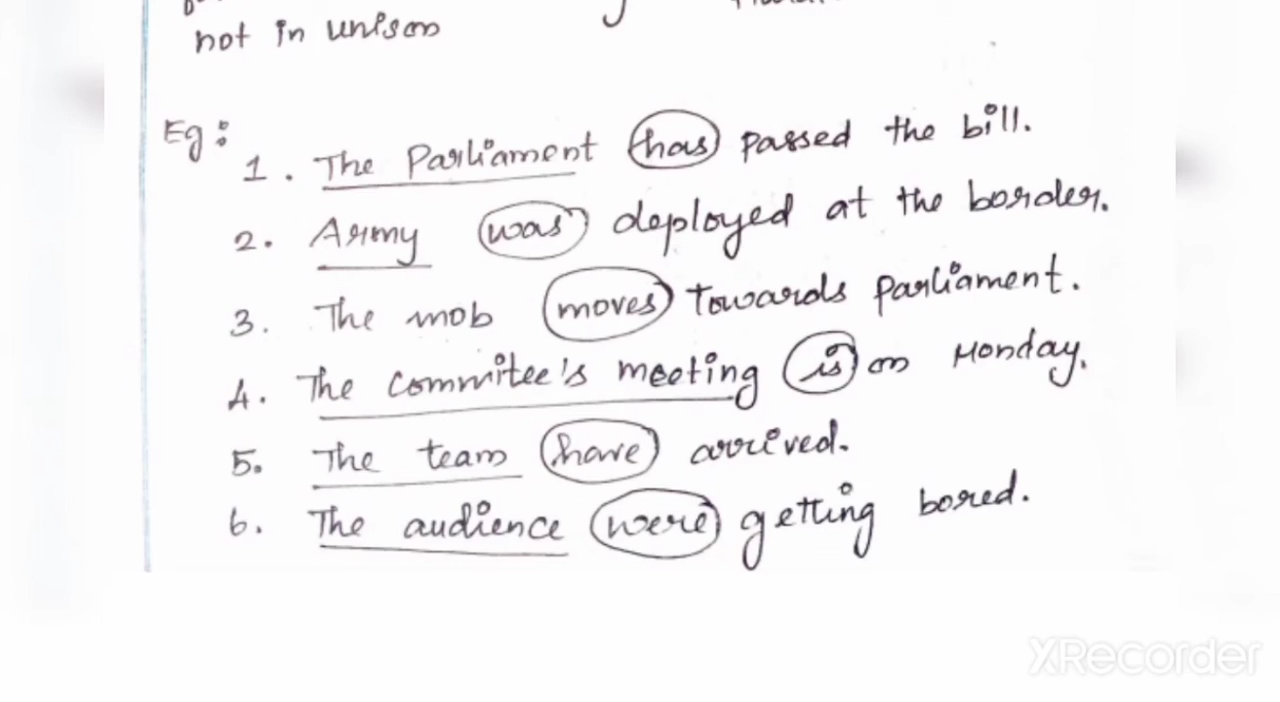 not in unison
Eg:
1. The Parliament has passed the bill.
2. Army was deployed at the border.
3. The mob moves towards parliament.
4. The commitee's meeting is on Monday.
5. The team have arrived.
6. The audience were getting bored.
XRecorder